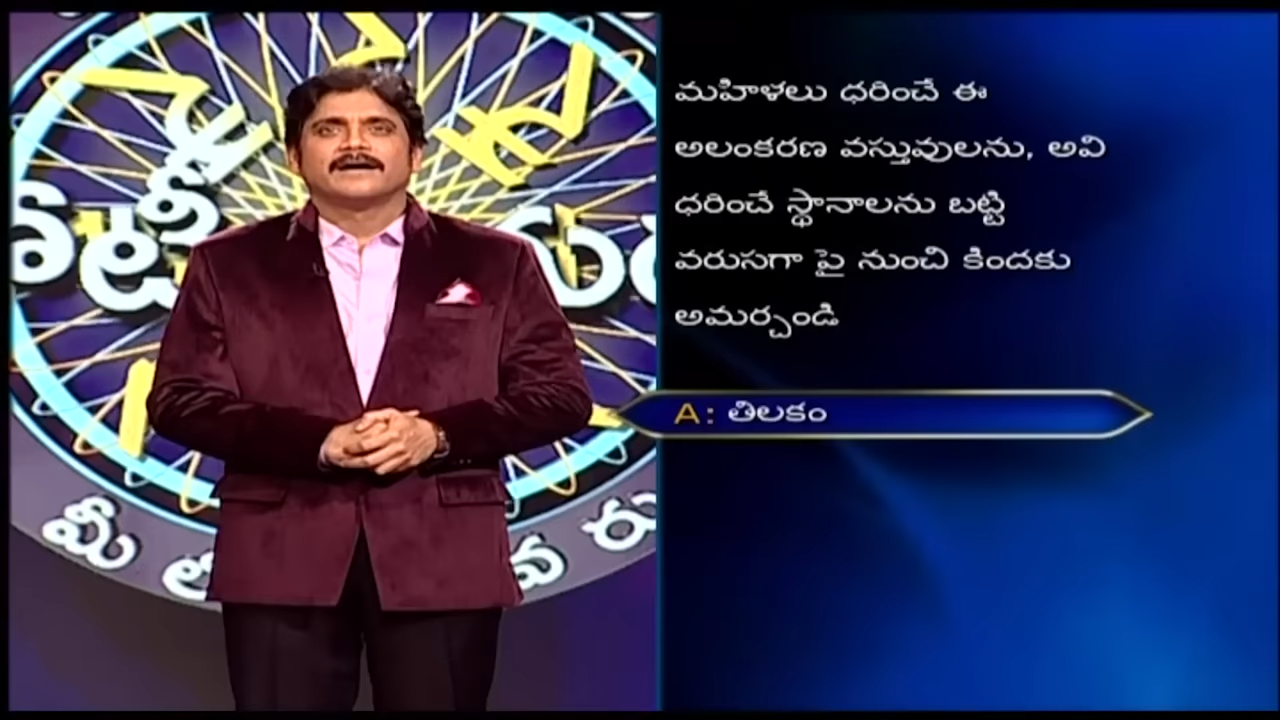 మహిళలు ధరించే ఈ
అలంకరణ వస్తువులను, అవి
ధరించే స్థానాలను బట్టి
వరుసగా పై నుంచి కిందకు
అమర్చండి
A: తిలకం
మీ